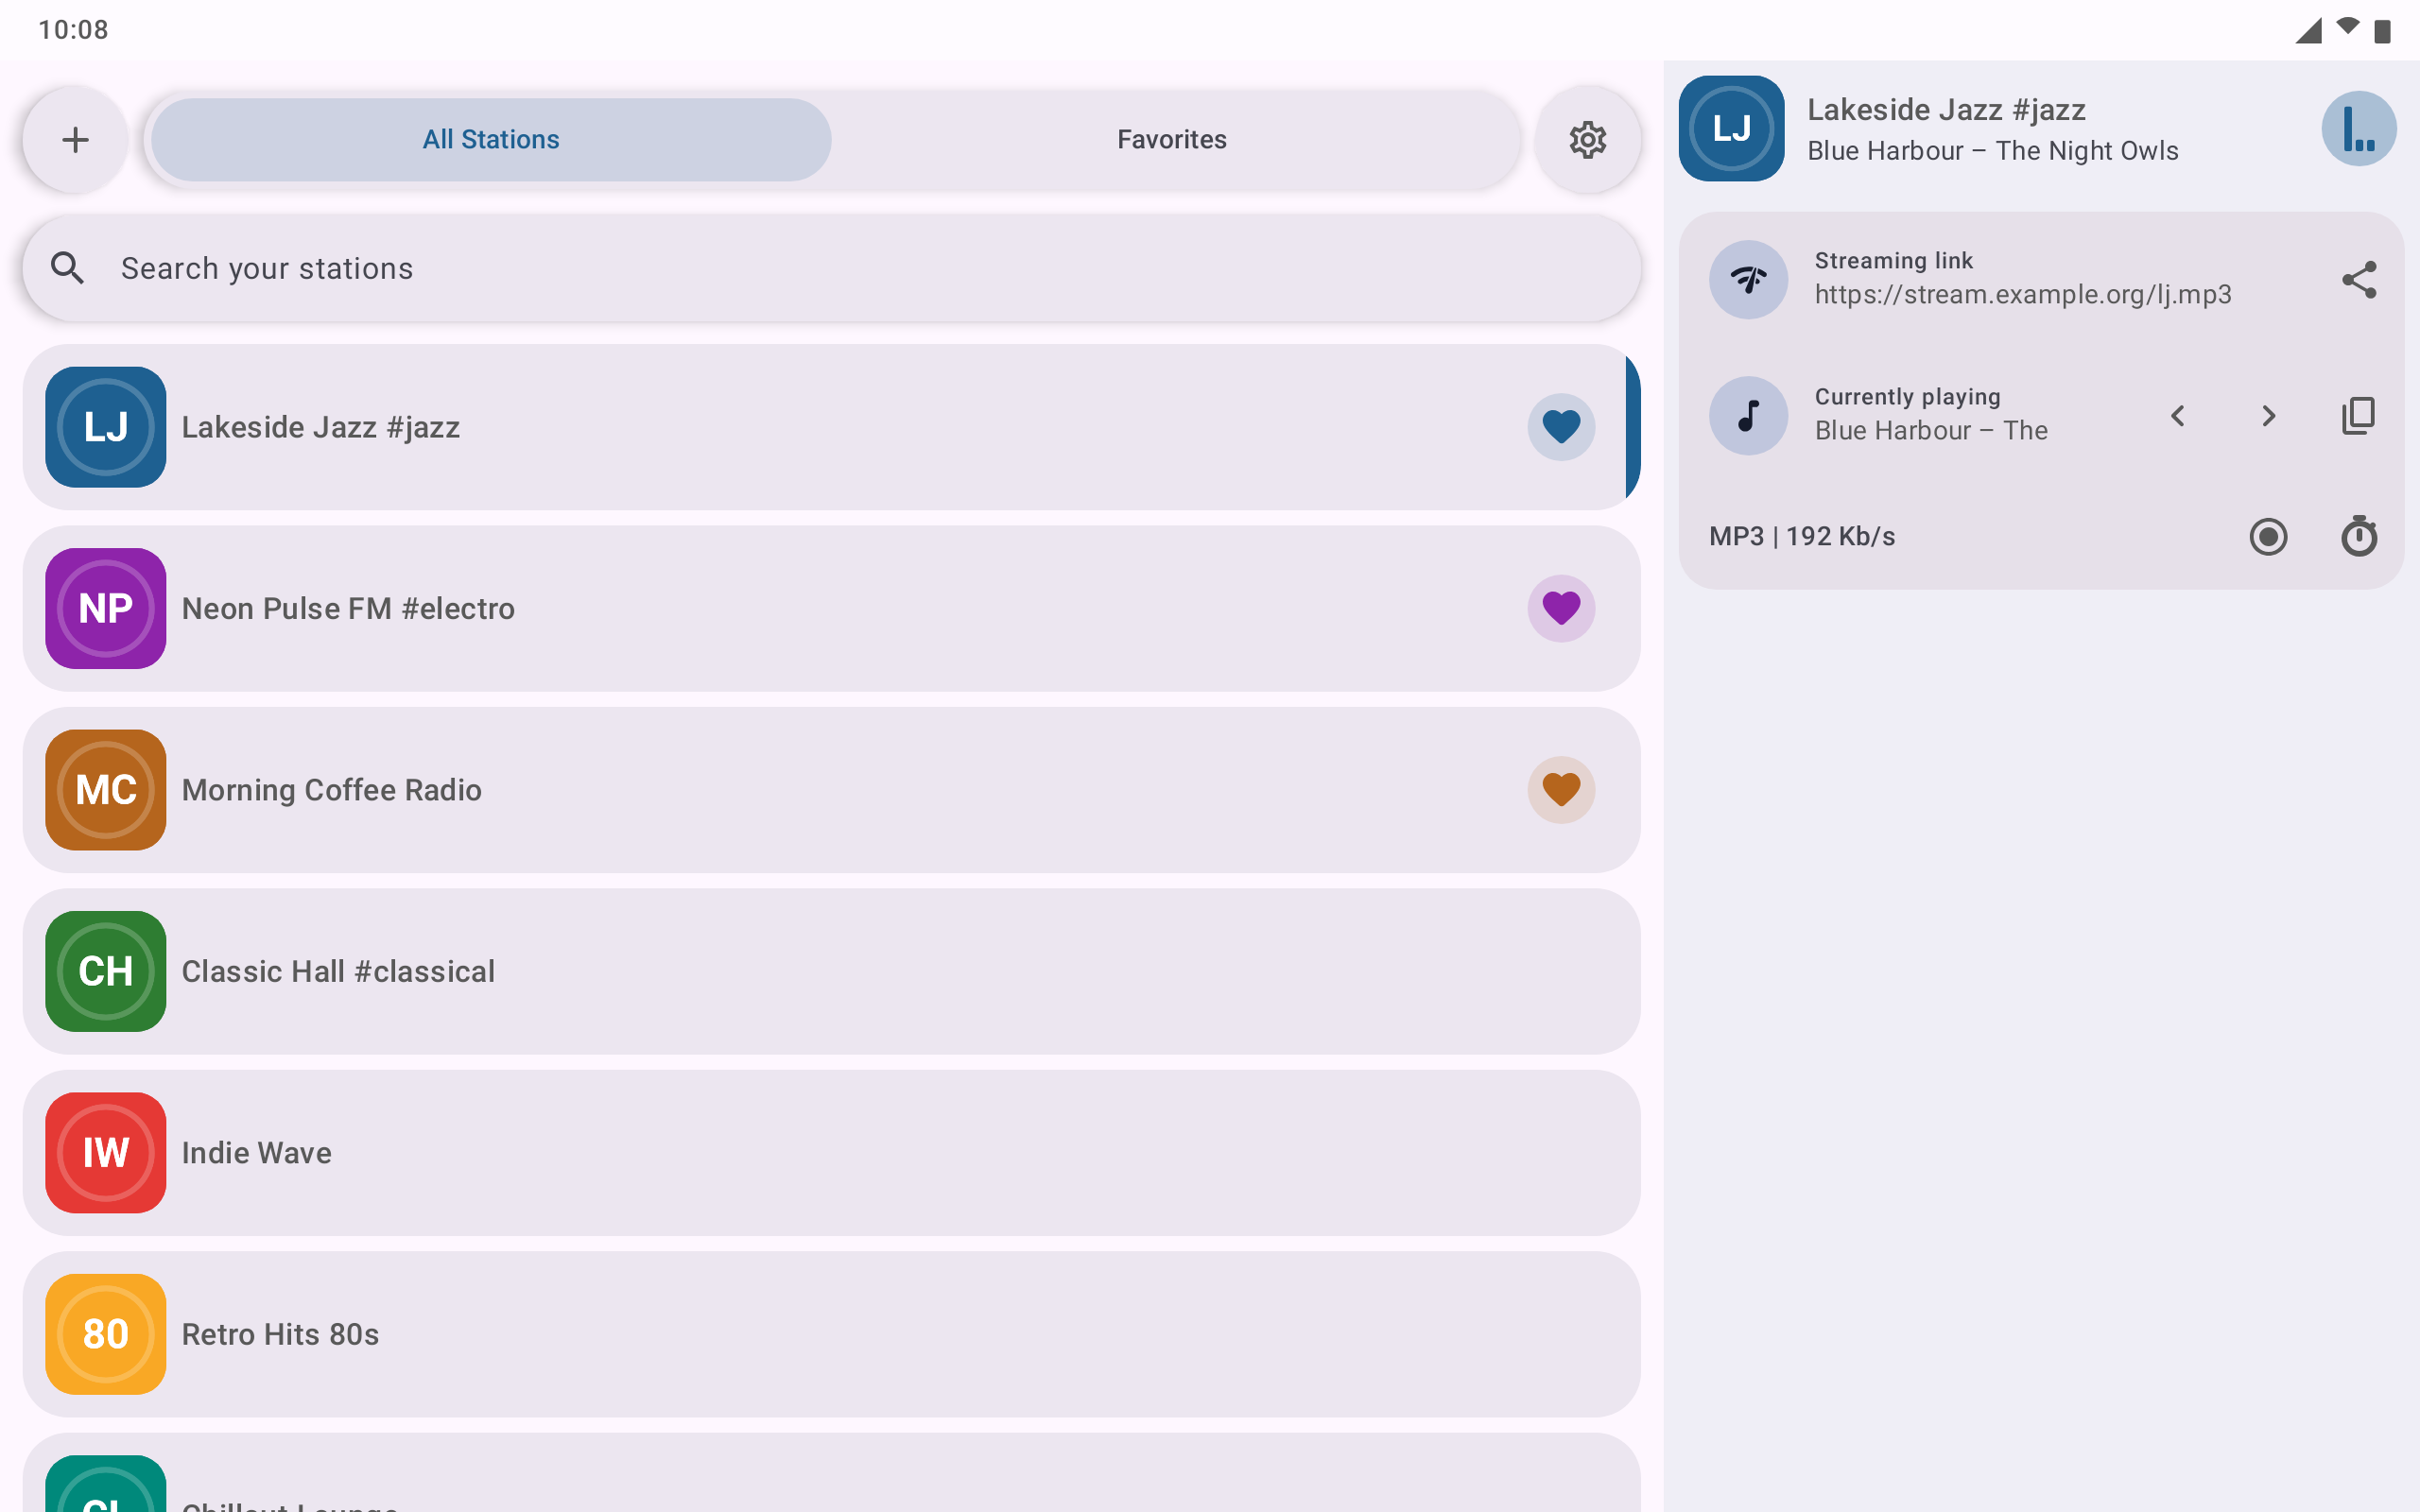 10:08
All Stations
Favorites
Search your stations
LJ
Lakeside Jazz #jazz
NP
Neon Pulse FM #electro
MC
Morning Coffee Radio
CH
Classic Hall #classical
IW
Indie Wave
80
Retro Hits 80s
CL
Chillout Lounge
LJ
Lakeside Jazz #jazz
Blue Harbour – The Night Owls
Streaming link
https://stream.example.org/lj.mp3
Currently playing
Blue Harbour – The
MP3 | 192 Kb/s